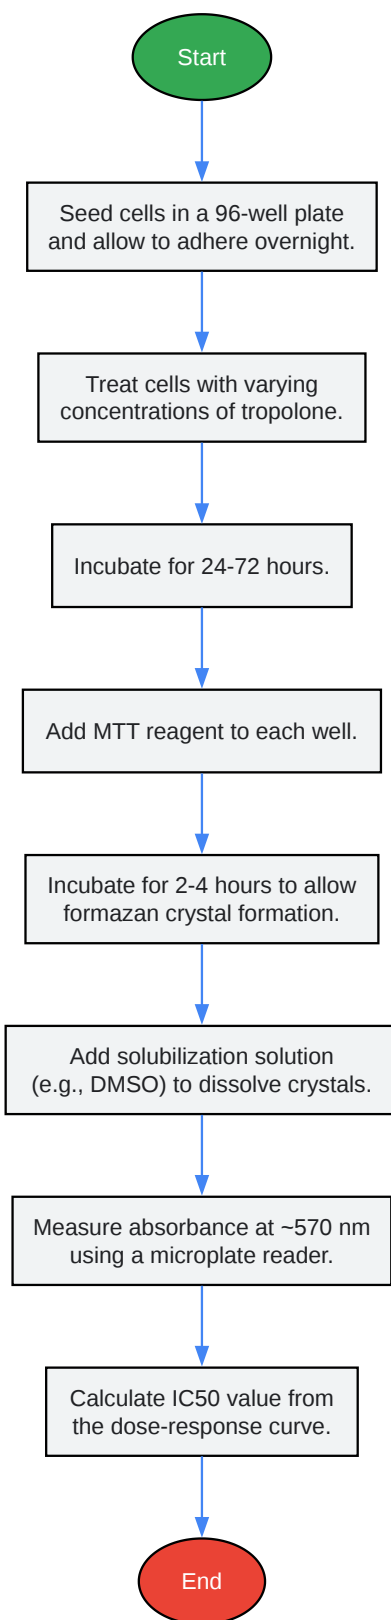 Start
Seed cells in a 96-well plate
and allow to adhere overnight.
Treat cells with varying
concentrations of tropolone.
Incubate for 24-72 hours.
Add MTT reagent to each well.
Incubate for 2-4 hours to allow
formazan crystal formation.
Add solubilization solution
(e.g., DMSO) to dissolve crystals.
Measure absorbance at ~570 nm
using a microplate reader.
Calculate IC50 value from
the dose-response curve.
End